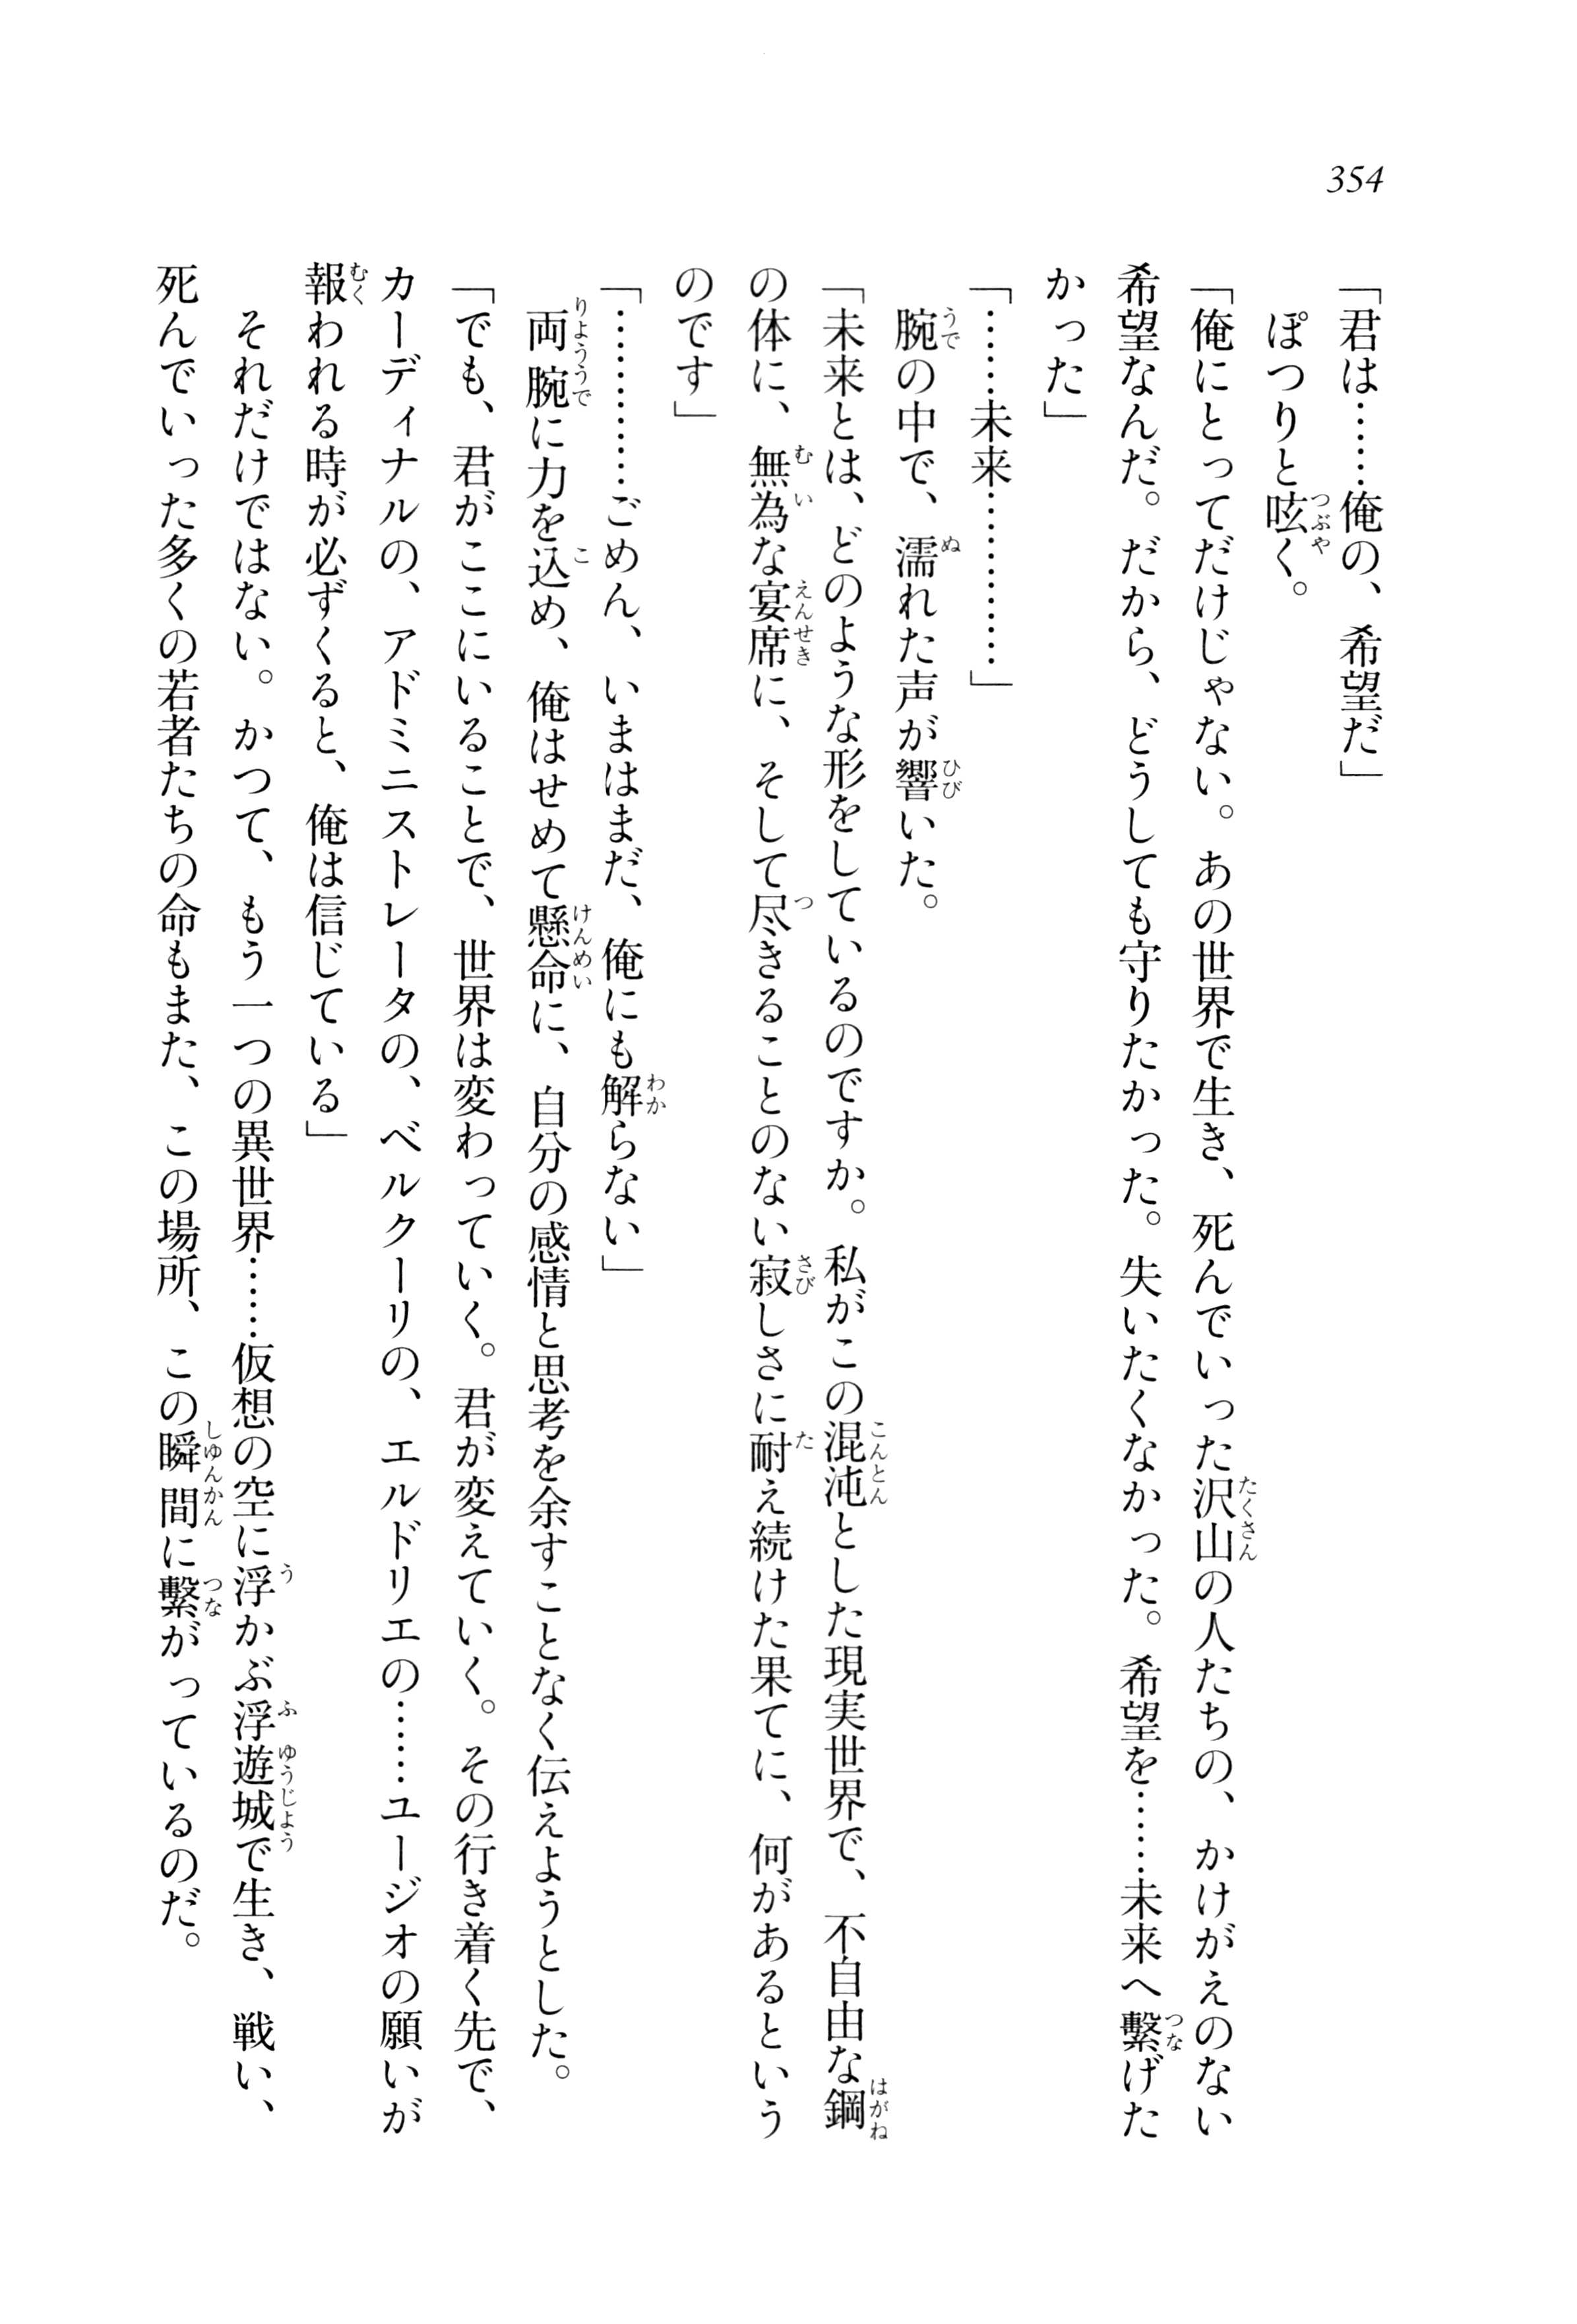 354
「君は……俺の、希望だ」
ぽつりと呟く。
「俺にとってだけじゃない。あの世界で生き、死んでいった沢山の人たちの、かけがえのない
希望なんだ。だから、どうしても守りたかった。失いたくなかった。希望を……未来へ繫げた
かった」
「……未来…………」
腕の中で、濡れた声が響いた。
「未来とは、どのような形をしているのですか。私がこの混沌とした現実世界で、不自由な鋼
の体に、無為な宴席に、そして尽きることのない寂しさに耐え続けた果てに、何があるという
のです」
「…………ごめん、いまはまだ、俺にも解らない」
両腕に力を込め、俺はせめて懸命に、自分の感情と思考を余すことなく伝えようとした。
「でも、君がここにいることで、世界は変わっていく。君が変えていく。その行き着く先で、
カーディナルの、アドミニストレータの、ベルクーリの、エルドリエの……ユージオの願いが
報われる時が必ずくると、俺は信じている」
それだけではない。かつて、もう一つの異世界……仮想の空に浮かぶ浮遊城で生き、戦い、
死んでいった多くの若者たちの命もまた、この場所、この瞬間に繫がっているのだ。